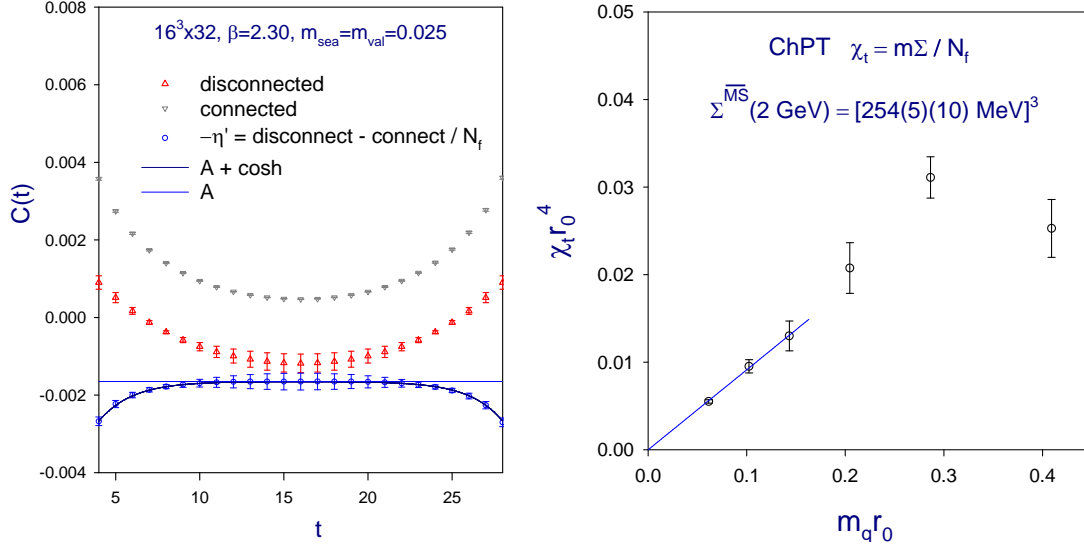 0.008
0.006
0.004
0.002
0.000
-0.002
-0.004
C(t)
16³x32, β=2.30, m_sea=m_val=0.025
disconnected
connected
−η' = disconnect - connect / N_f
A + cosh
A
5 10 15 20 25
t
0.05
0.04
0.03
0.02
0.01
0.00
χ_t r_0^4
ChPT χ_t = mΣ / N_f
Σ^{\overline{MS}}(2 GeV) = [254(5)(10) MeV]³
0.0 0.1 0.2 0.3 0.4
m_q r_0